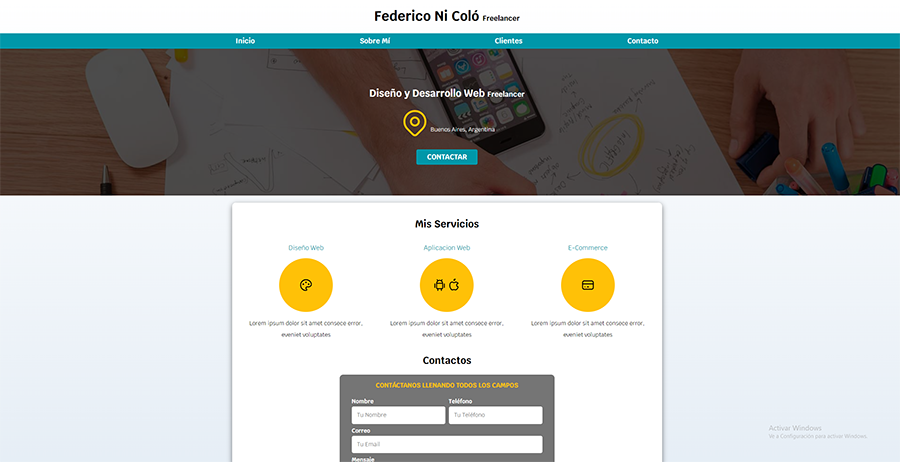 Federico Ni Coló Freelancer
Inicio Sobre Mí Clientes Contacto
Diseño y Desarrollo Web Freelancer
Buenos Aires, Argentina
CONTACTAR
Mis Servicios
Diseño Web Aplicacion Web E-Commerce
Lorem ipsum dolor sit amet consece error, Lorem ipsum dolor sit amet consece error, Lorem ipsum dolor sit amet consece error,
eveniet voluptates eveniet voluptates eveniet voluptates
Contactos
CONTÁCTANOS LLENANDO TODOS LOS CAMPOS
Nombre Teléfono
Tu Nombre Tu Teléfono
Correo
Tu Email
Mensaje
Activar Windows
Ve a Configuración para activar Windows.